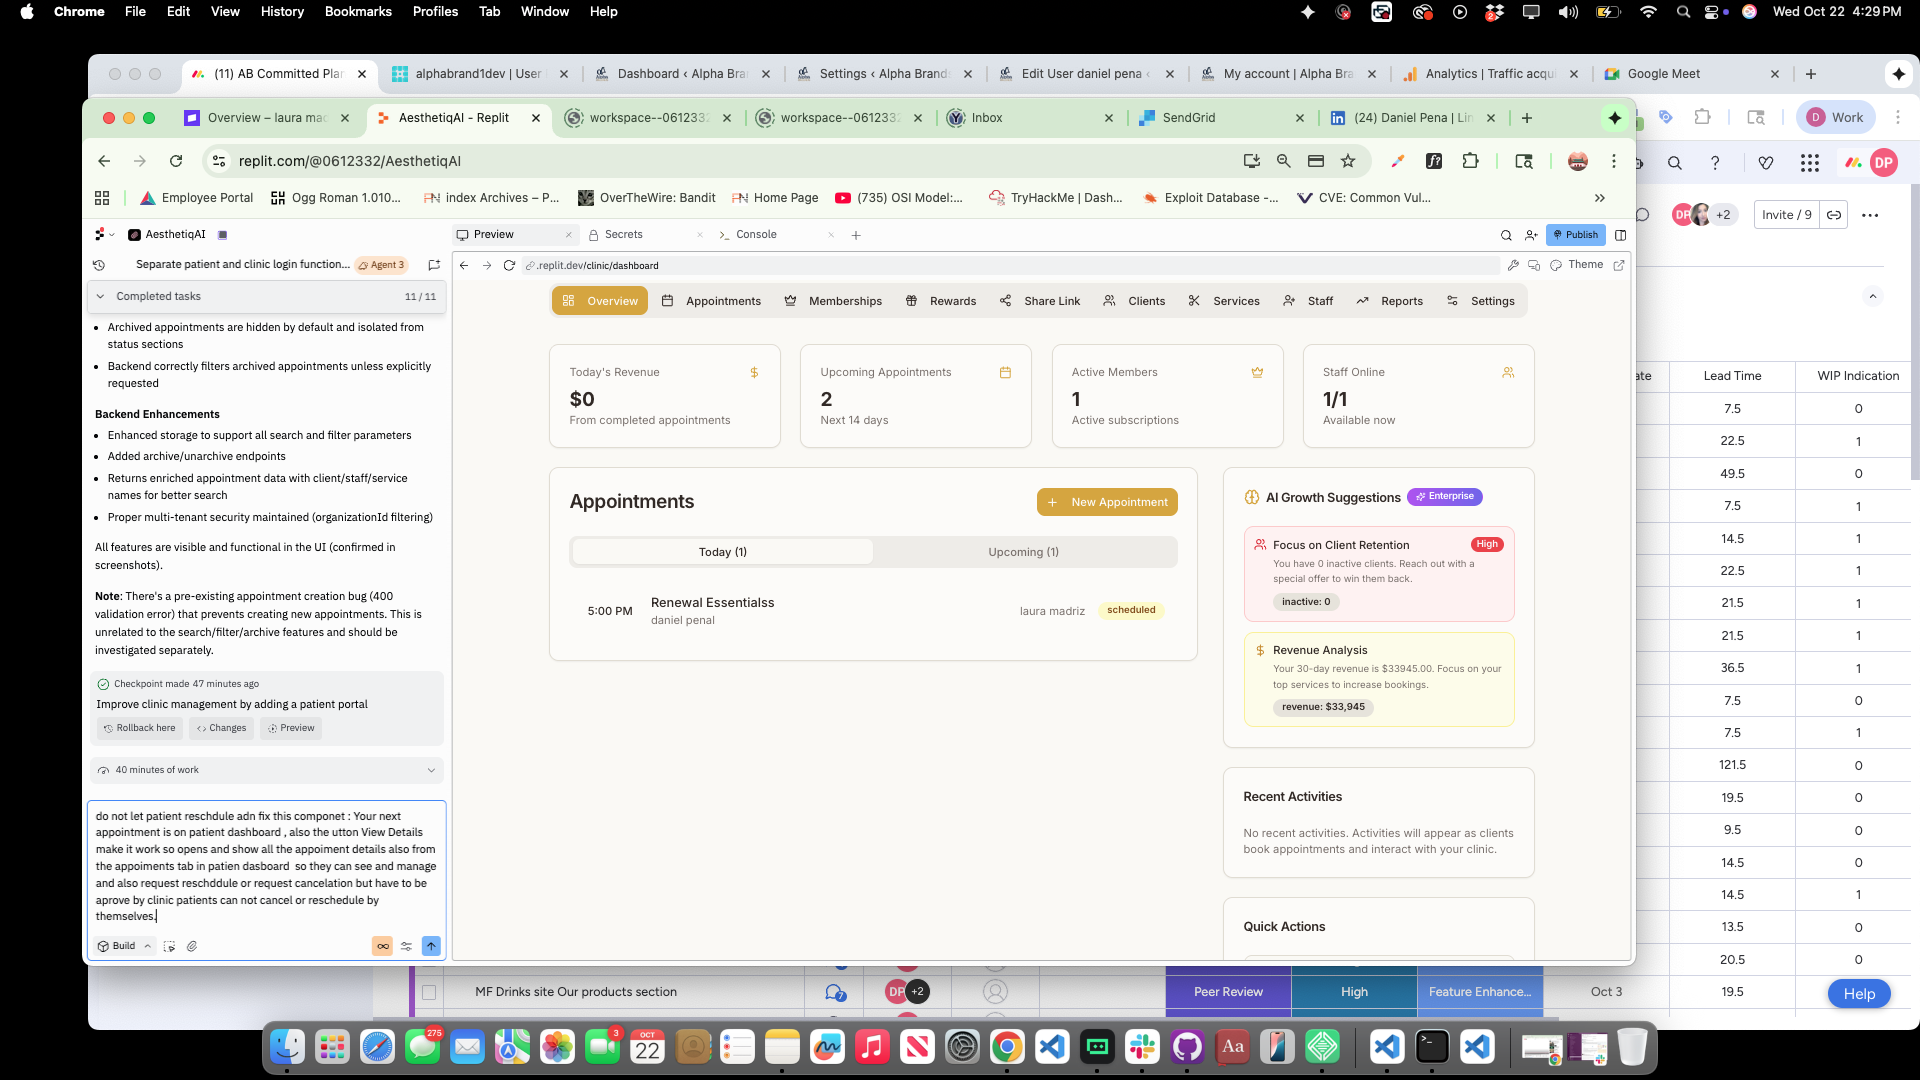 Chrome File Edit View History Bookmarks Profiles Tab Window Help
2
Wed Oct 22 4:29 PM
(11) AB Committed Plar
alphabrand1dev | User
Dashboard ‹ Alpha Bra
Settings ‹ Alpha Brand
Edit User daniel pena ‹
My account | Alpha Bra
Analytics | Traffic acqui
Google Meet
Overview – laura mac
AesthetiqAI - Replit
workspace--061233
workspace--061233
Inbox
SendGrid
(24) Daniel Pena | Lin
D Work
replit.com/@0612332/AesthetiqAI
f?
DP
Employee Portal
Ogg Roman 1.010...
index Archives – P...
OverTheWire: Bandit
Home Page
(735) OSI Model:...
TryHackMe | Dash...
Exploit Database -...
CVE: Common Vul...
»
DP +2 Invite / 9
AesthetiqAI
Preview
Secrets
Console
Publish
Separate patient and clinic login function...
Agent 3
.replit.dev/clinic/dashboard
Theme
Completed tasks 11 / 11
• Archived appointments are hidden by default and isolated from
status sections
• Backend correctly filters archived appointments unless explicitly
requested
Backend Enhancements
• Enhanced storage to support all search and filter parameters
• Added archive/unarchive endpoints
• Returns enriched appointment data with client/staff/service
names for better search
• Proper multi-tenant security maintained (organizationId filtering)
All features are visible and functional in the UI (confirmed in
screenshots).
Note: There's a pre-existing appointment creation bug (400
validation error) that prevents creating new appointments. This is
unrelated to the search/filter/archive features and should be
investigated separately.
Checkpoint made 47 minutes ago
Improve clinic management by adding a patient portal
Rollback here
Changes
Preview
40 minutes of work
do not let patient reschdule adn fix this componet : Your next
appointment is on patient dashboard , also the utton View Details
make it work so opens and show all the appoiment details also from
the appoiments tab in patien dasboard so they can see and manage
and also request reschddule or request cancelation but have to be
aprove by clinic patients can not cancel or reschedule by
themselves.
Build
Overview
Appointments
Memberships
Rewards
Share Link
Clients
Services
Staff
Reports
Settings
Today's Revenue
$
$0
From completed appointments
Upcoming Appointments
2
Next 14 days
Active Members
1
Active subscriptions
Staff Online
1/1
Available now
Appointments
+ New Appointment
Today (1)
Upcoming (1)
5:00 PM
Renewal Essentialss
daniel penal
laura madriz
scheduled
AI Growth Suggestions
Enterprise
Focus on Client Retention
High
You have 0 inactive clients. Reach out with a
special offer to win them back.
inactive: 0
$ Revenue Analysis
Your 30-day revenue is $33945.00. Focus on your
top services to increase bookings.
revenue: $33,945
Recent Activities
No recent activities. Activities will appear as clients
book appointments and interact with your clinic.
Quick Actions
ate Lead Time WIP Indication
7.5 0
22.5 1
49.5 0
7.5 1
14.5 1
22.5 1
21.5 1
21.5 1
36.5 1
7.5 0
7.5 1
121.5 0
19.5 0
9.5 0
14.5 0
14.5 1
13.5 0
20.5 0
MF Drinks site Our products section
7
DP +2
Peer Review
High
Feature Enhance...
Oct 3
19.5
0
Help
275
3
OCT
22
Aa